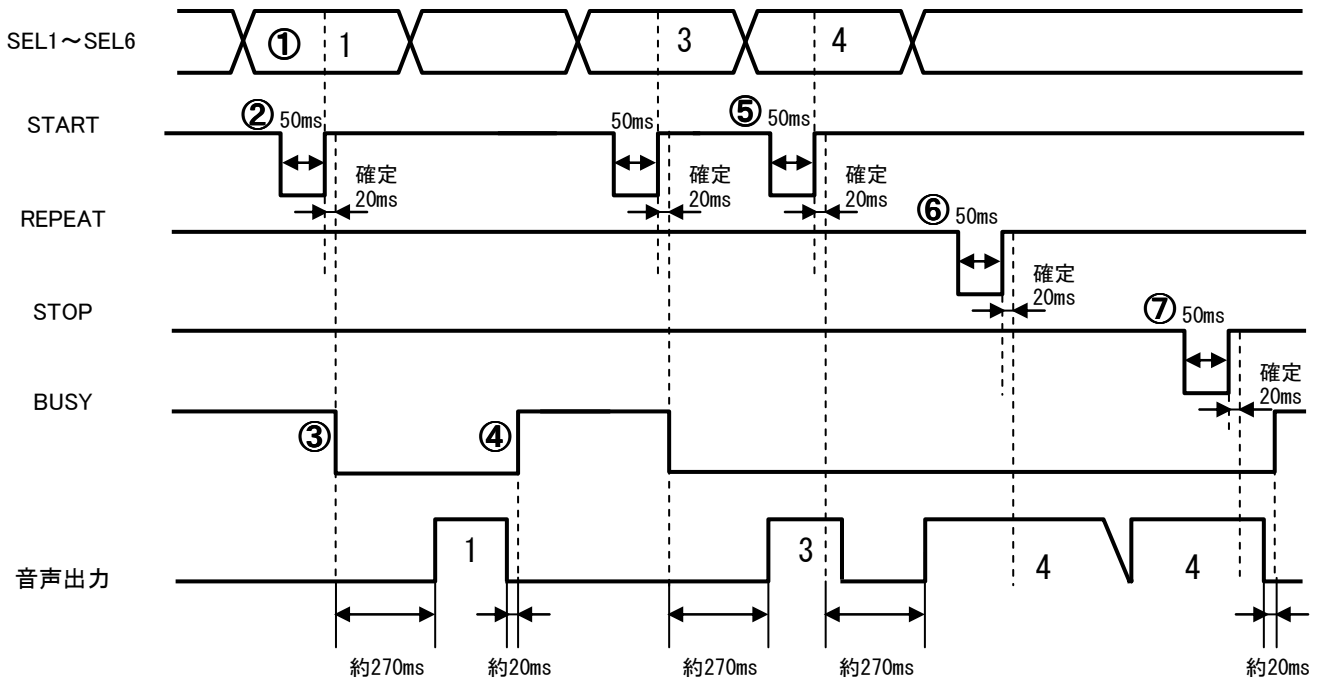 SEL1～SEL6
① 1
3
4
START
② 50ms
50ms
⑤ 50ms
確定
20ms
確定
20ms
確定
20ms
REPEAT
⑥ 50ms
確定
20ms
STOP
⑦ 50ms
確定
20ms
BUSY
③
④
音声出力
1
3
4
4
約270ms
約20ms
約270ms
約270ms
約20ms